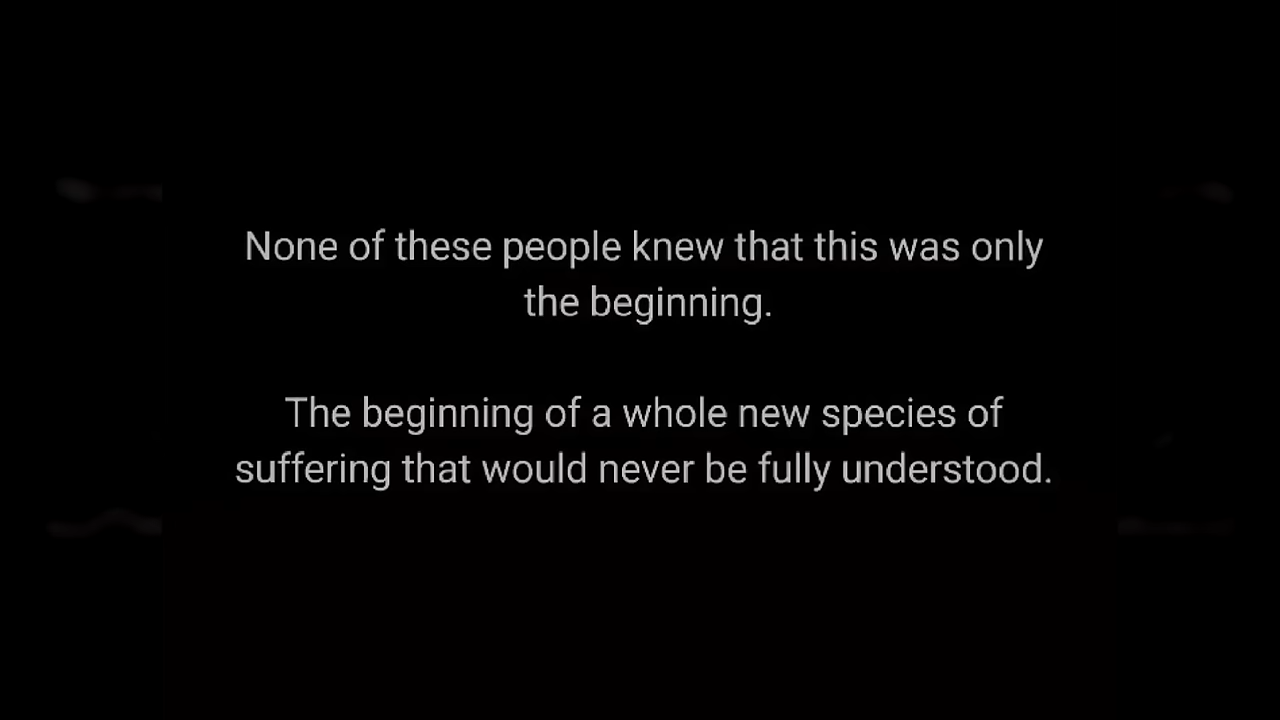 None of these people knew that this was only
the beginning.
The beginning of a whole new species of
suffering that would never be fully understood.